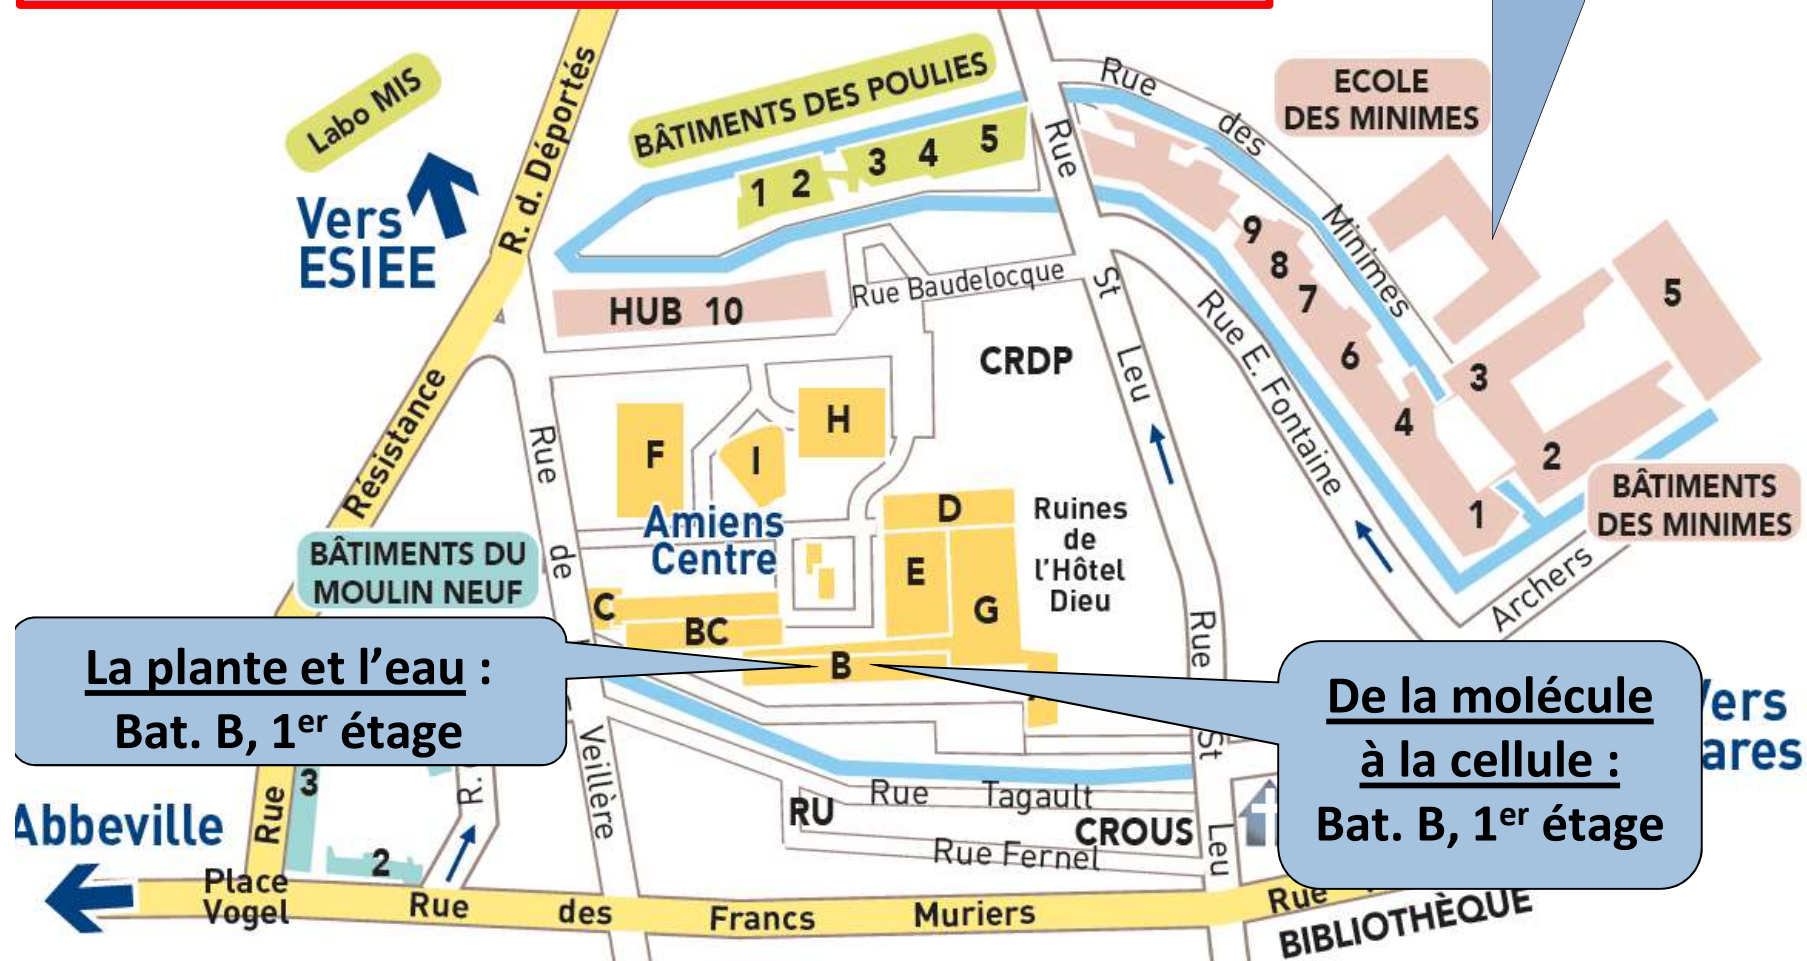 Labo MIS
Vers
ESIEE
R. d. Déportés
Résistance
BÂTIMENTS DES POULIES
1 2 3 4 5
Rue
des
Minimes
ECOLE
DES MINIMES
HUB 10
Rue Baudelocque
Rue
St
Leu
CRDP
9
8
7
6
4
3
5
2
1
BÂTIMENTS
DES MINIMES
Rue E. Fontaine
Archers
F
I
H
Amiens
Centre
D
E
G
C
BC
B
Ruines
de
l'Hôtel
Dieu
Rue
de
Veillère
BÂTIMENTS DU
MOULIN NEUF
La plante et l'eau :
Bat. B, 1er étage
De la molécule
à la cellule :
Bat. B, 1er étage
ers
ares
Rue
St
Leu
3
2
R.
Rue
Abbeville
Place
Vogel
RU
Rue Tagault
CROUS
Rue Fernel
Rue des Francs Muriers
Rue
BIBLIOTHÈQUE